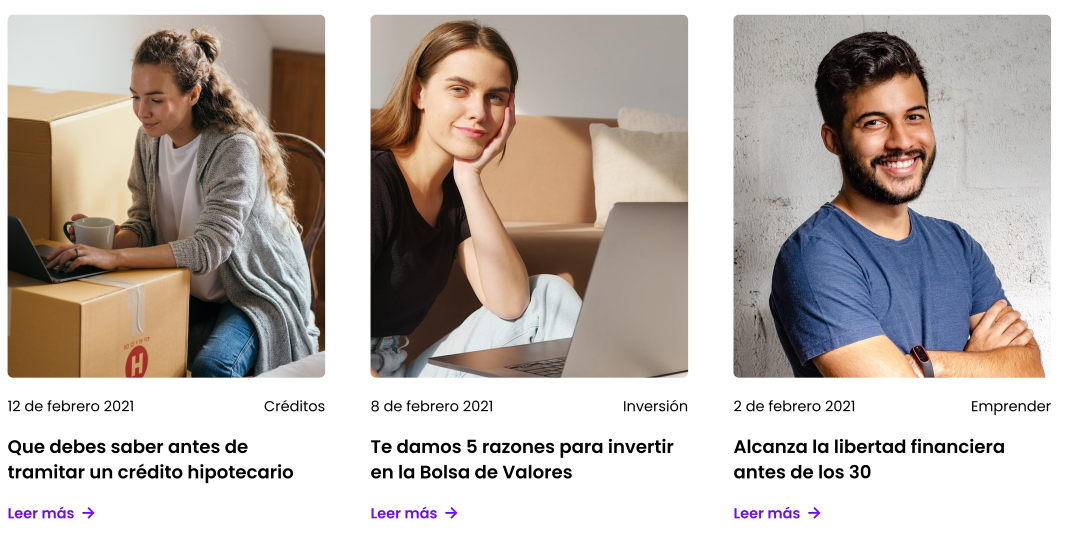 H
12 de febrero 2021
Créditos
Que debes saber antes de
tramitar un crédito hipotecario
Leer más →
8 de febrero 2021
Inversión
Te damos 5 razones para invertir
en la Bolsa de Valores
Leer más →
2 de febrero 2021
Emprender
Alcanza la libertad financiera
antes de los 30
Leer más →